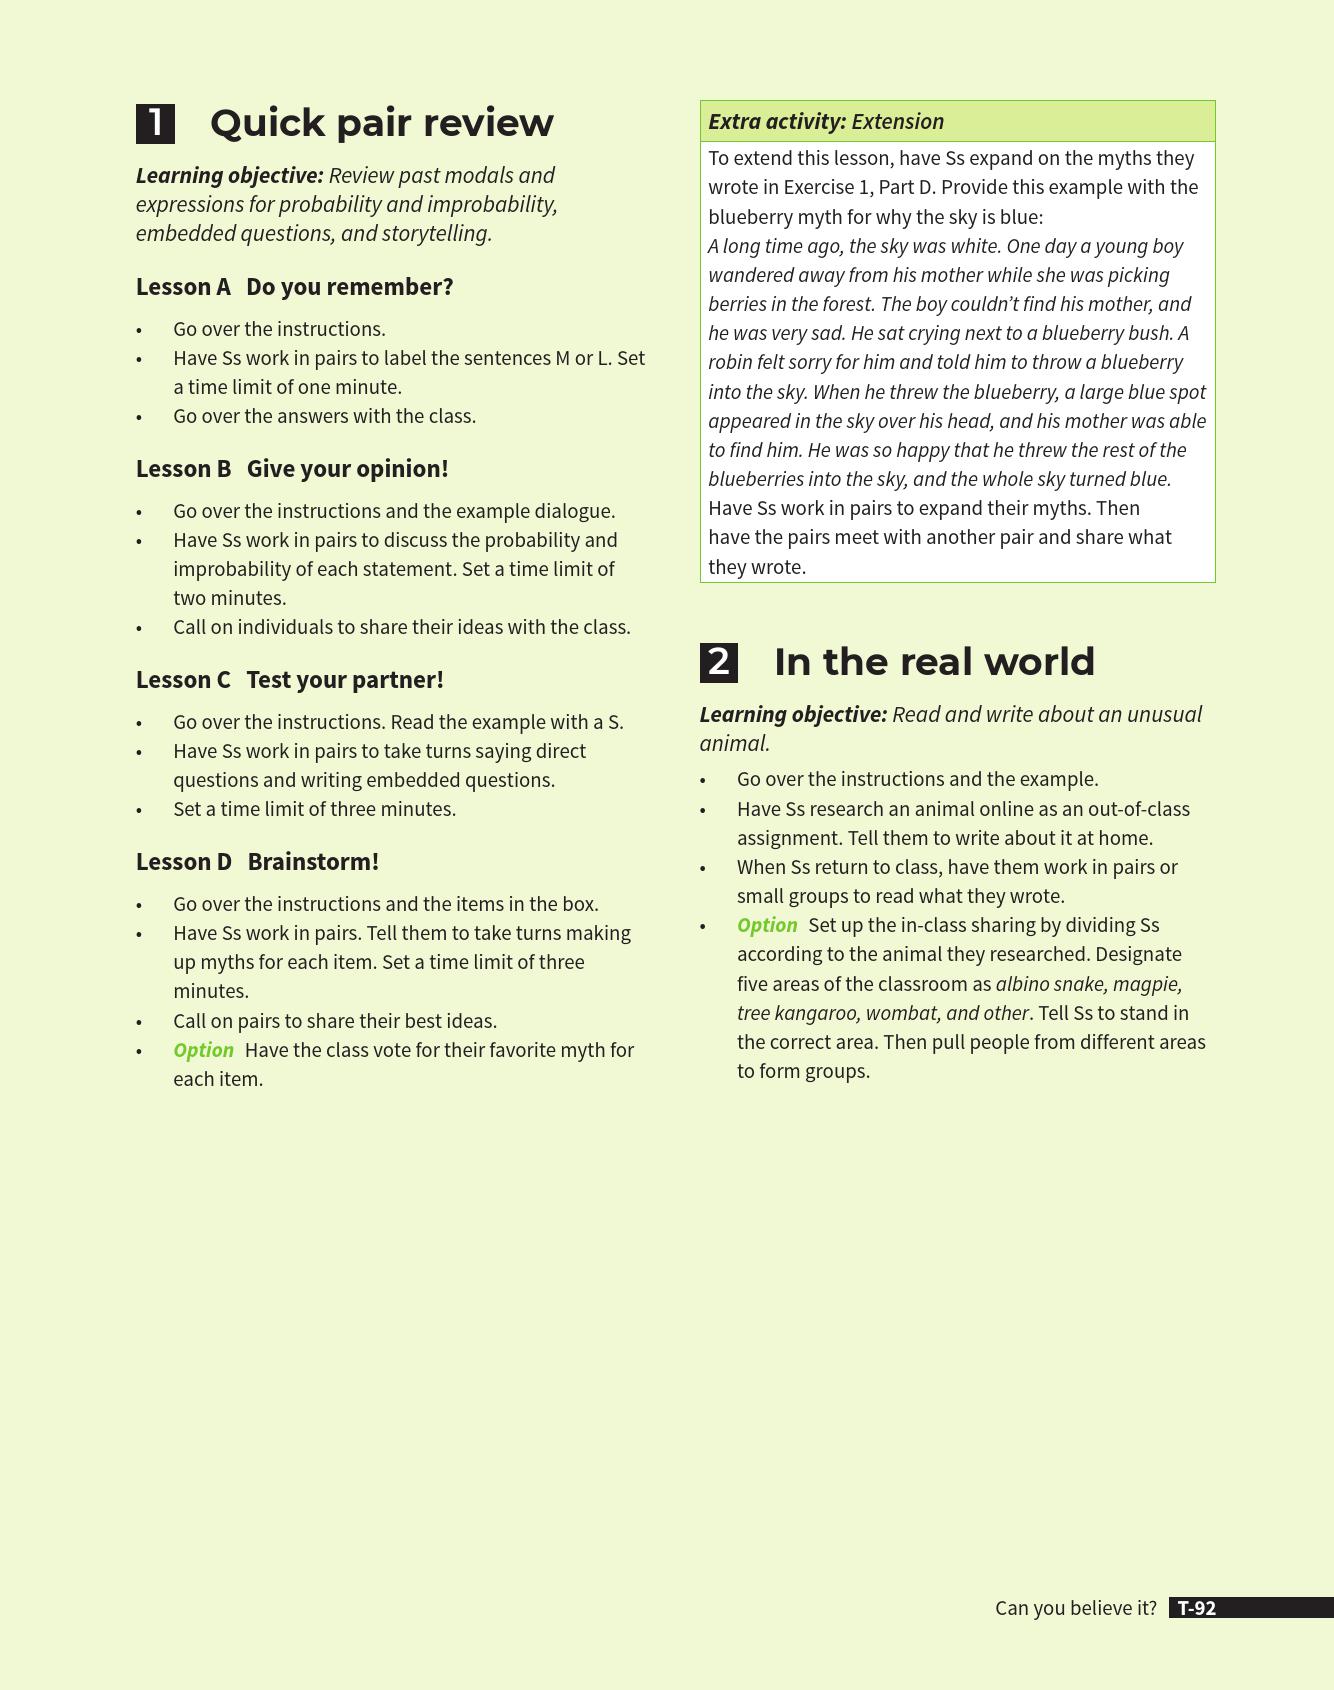 1 Quick pair review
Learning objective: Review past modals and
expressions for probability and improbability,
embedded questions, and storytelling.
Lesson A Do you remember?
• Go over the instructions.
• Have Ss work in pairs to label the sentences M or L. Set
a time limit of one minute.
• Go over the answers with the class.
Lesson B Give your opinion!
• Go over the instructions and the example dialogue.
• Have Ss work in pairs to discuss the probability and
improbability of each statement. Set a time limit of
two minutes.
• Call on individuals to share their ideas with the class.
Lesson C Test your partner!
• Go over the instructions. Read the example with a S.
• Have Ss work in pairs to take turns saying direct
questions and writing embedded questions.
• Set a time limit of three minutes.
Lesson D Brainstorm!
• Go over the instructions and the items in the box.
• Have Ss work in pairs. Tell them to take turns making
up myths for each item. Set a time limit of three
minutes.
• Call on pairs to share their best ideas.
• Option Have the class vote for their favorite myth for
each item.
Extra activity: Extension
To extend this lesson, have Ss expand on the myths they
wrote in Exercise 1, Part D. Provide this example with the
blueberry myth for why the sky is blue:
A long time ago, the sky was white. One day a young boy
wandered away from his mother while she was picking
berries in the forest. The boy couldn’t find his mother, and
he was very sad. He sat crying next to a blueberry bush. A
robin felt sorry for him and told him to throw a blueberry
into the sky. When he threw the blueberry, a large blue spot
appeared in the sky over his head, and his mother was able
to find him. He was so happy that he threw the rest of the
blueberries into the sky, and the whole sky turned blue.
Have Ss work in pairs to expand their myths. Then
have the pairs meet with another pair and share what
they wrote.
2 In the real world
Learning objective: Read and write about an unusual
animal.
• Go over the instructions and the example.
• Have Ss research an animal online as an out-of-class
assignment. Tell them to write about it at home.
• When Ss return to class, have them work in pairs or
small groups to read what they wrote.
• Option Set up the in-class sharing by dividing Ss
according to the animal they researched. Designate
five areas of the classroom as albino snake, magpie,
tree kangaroo, wombat, and other. Tell Ss to stand in
the correct area. Then pull people from different areas
to form groups.
Can you believe it? T-92